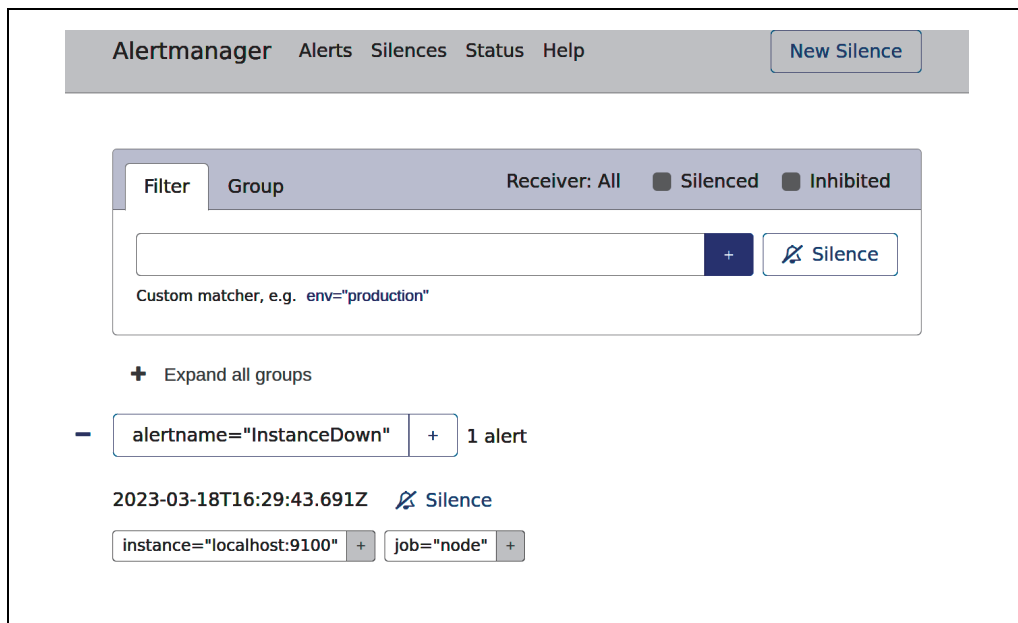 Alertmanager Alerts Silences Status Help New Silence
Filter Group Receiver: All Silenced Inhibited
+ Silence
Custom matcher, e.g. env="production"
+ Expand all groups
− alertname="InstanceDown" + 1 alert
2023-03-18T16:29:43.691Z Silence
instance="localhost:9100" + job="node" +